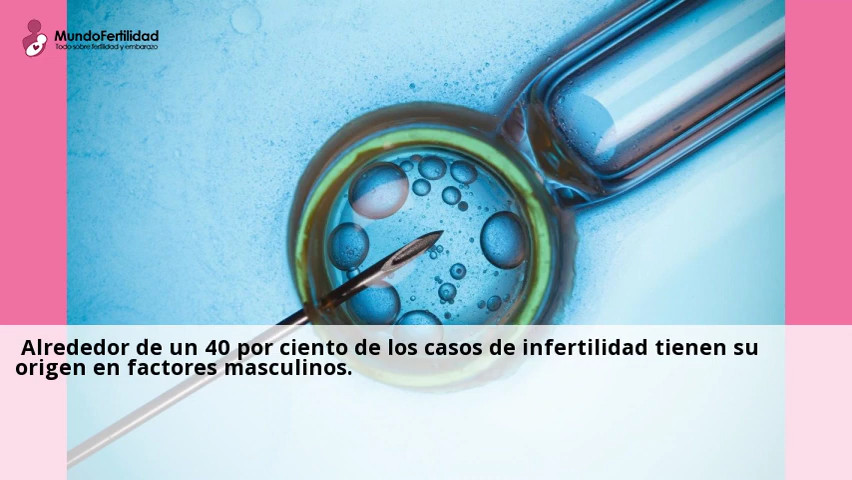 MundoFertilidad
Todo sobre fertilidad y embarazo
Alrededor de un 40 por ciento de los casos de infertilidad tienen su
origen en factores masculinos.